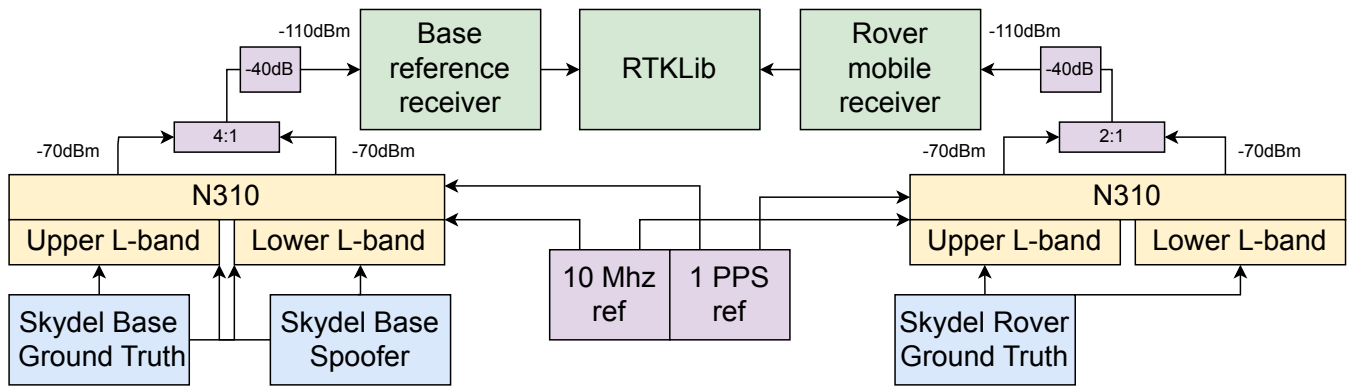 -110dBm
-40dB
Base
reference
receiver
RTKLib
Rover
mobile
receiver
-110dBm
-40dB
4:1
2:1
-70dBm
-70dBm
-70dBm
-70dBm
N310
N310
Upper L-band
Lower L-band
Upper L-band
Lower L-band
10 Mhz
ref
1 PPS
ref
Skydel Base
Ground Truth
Skydel Base
Spoofer
Skydel Rover
Ground Truth